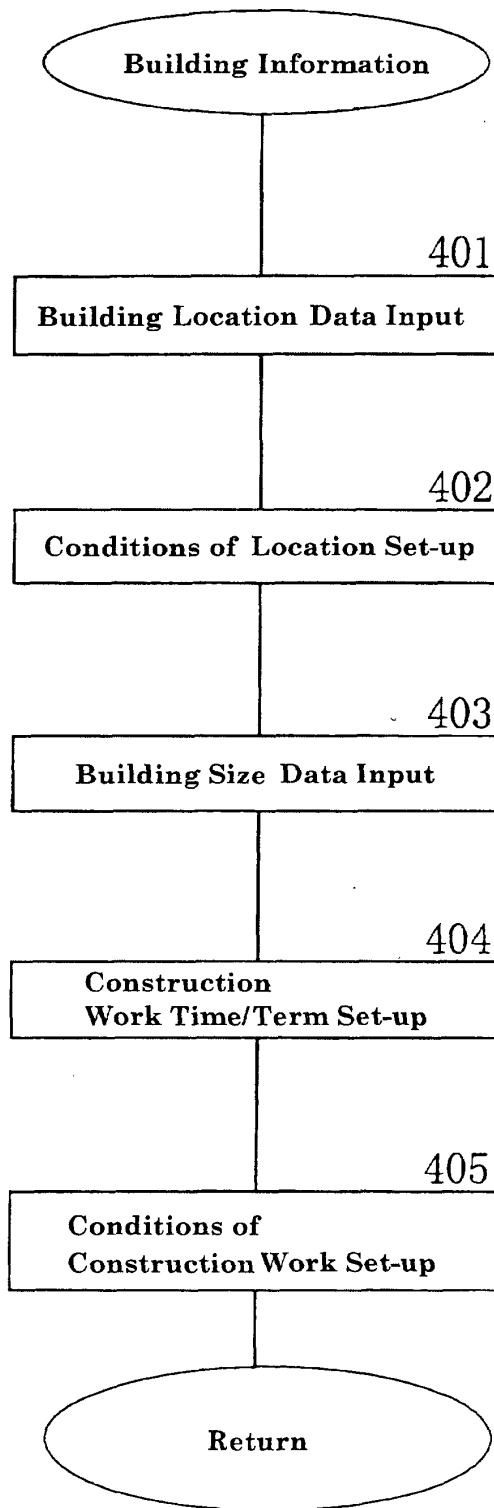 Building Information
401
Building Location Data Input
402
Conditions of Location Set-up
403
Building Size Data Input
404
Construction
Work Time/Term Set-up
405
Conditions of
Construction Work Set-up
Return